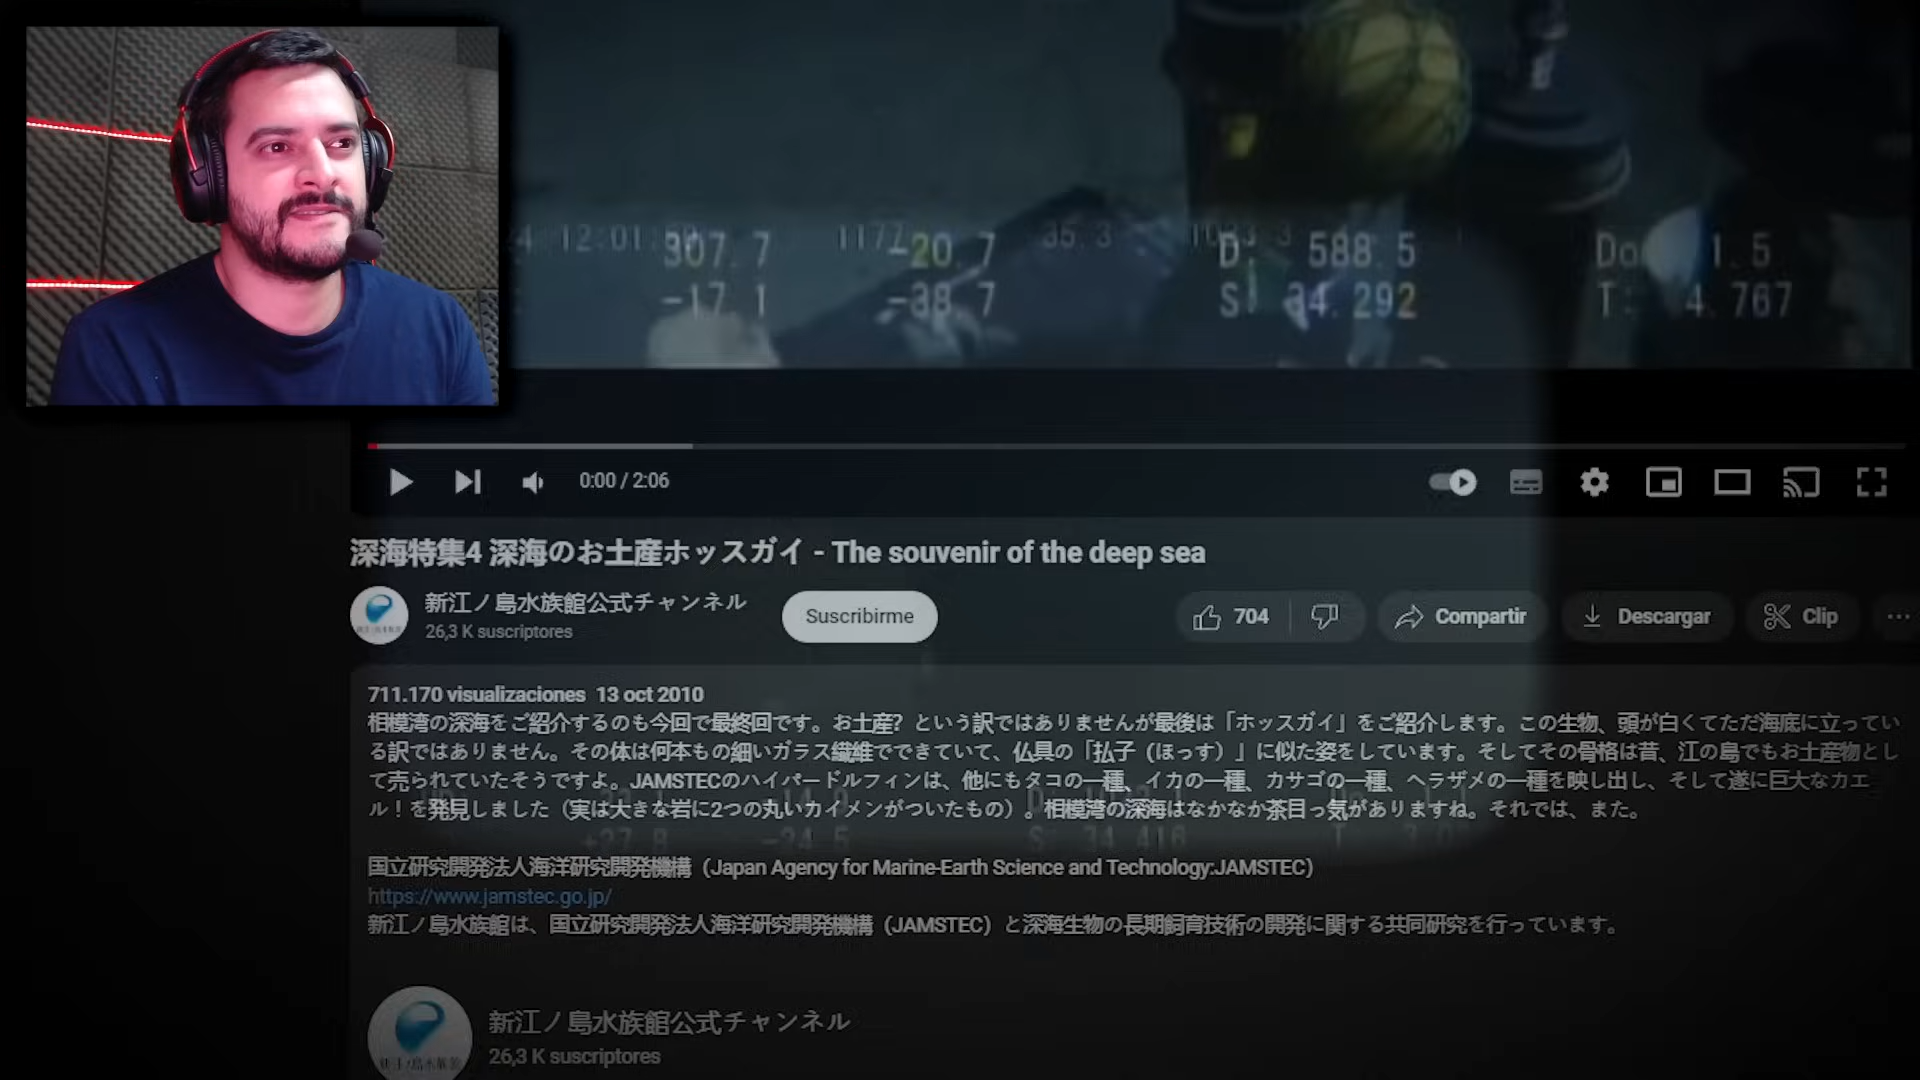 12:01:50 1177 35.3 1033.3
307.7 -20.7 D: 588.5 Do 1.5
-17.1 -38.7 S: 34.292 T: 4.767
0:00 / 2:06
深海特集4 深海のお土産ホッスガイ - The souvenir of the deep sea
新江ノ島水族館公式チャンネル
26,3 K suscriptores
Suscribirme
704
Compartir
Descargar
Clip
711.170 visualizaciones 13 oct 2010
相模湾の深海をご紹介するのも今回で最終回です。お土産？という訳ではありませんが最後は「ホッスガイ」をご紹介します。この生物、頭が白くてただ海底に立ってい
る訳ではありません。その体は何本もの細いガラス繊維でできていて、仏具の「払子（ほっす）」に似た姿をしています。そしてその骨格は昔、江の島でもお土産物とし
て売られていたそうですよ。JAMSTECのハイパードルフィンは、他にもタコの一種、イカの一種、カサゴの一種、ヘラザメの一種を映し出し、そして遂に巨大なカエ
ル！を発見しました（実は大きな岩に2つの丸いカイメンがついたもの）。相模湾の深海はなかなか茶目っ気がありますね。それでは、また。
+27.8 -24.5 S: 34.416 T
国立研究開発法人海洋研究開発機構（Japan Agency for Marine-Earth Science and Technology:JAMSTEC）
https://www.jamstec.go.jp/
新江ノ島水族館は、国立研究開発法人海洋研究開発機構（JAMSTEC）と深海生物の長期飼育技術の開発に関する共同研究を行っています。
新江ノ島水族館公式チャンネル
26,3 K suscriptores